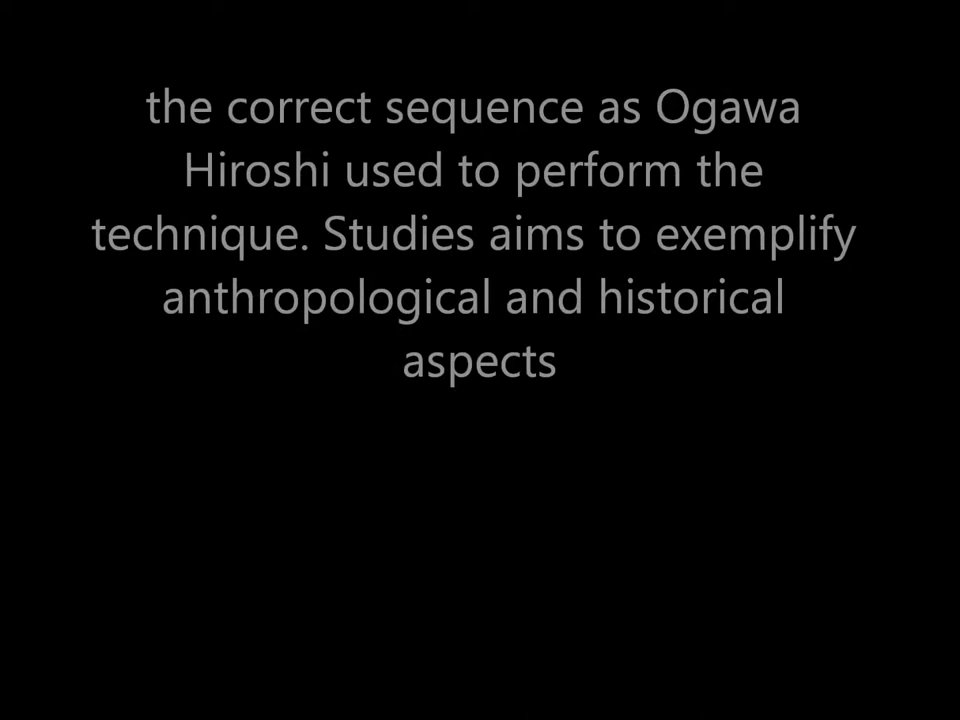 the correct sequence as Ogawa
Hiroshi used to perform the
technique. Studies aims to exemplify
anthropological and historical
aspects